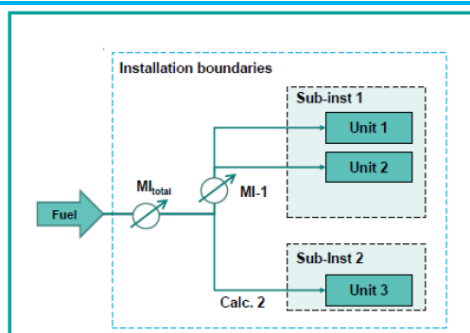 Installation boundaries
Sub-inst 1
Unit 1
Unit 2
MItotal
MI-1
Fuel
Sub-Inst 2
Unit 3
Calc. 2